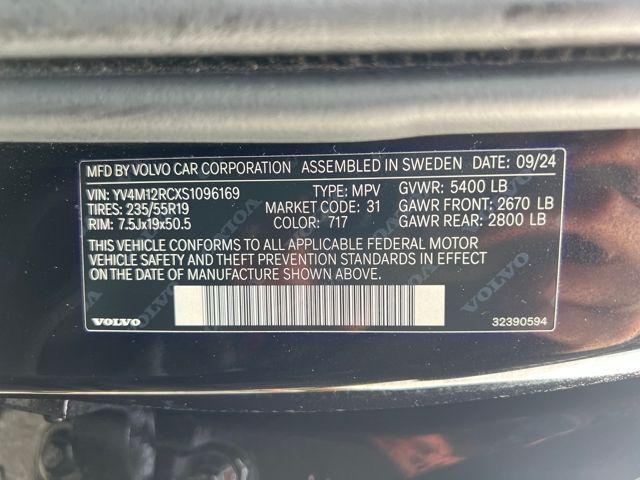 MFD BY VOLVO CAR CORPORATION ASSEMBLED IN SWEDEN DATE: 09/24
VIN: YV4M12RCXS1096169 TYPE: MPV GVWR: 5400 LB
TIRES: 235/55R19 MARKET CODE: 31 GAWR FRONT: 2670 LB
RIM: 7.5Jx19x50.5 COLOR: 717 GAWR REAR: 2800 LB
THIS VEHICLE CONFORMS TO ALL APPLICABLE FEDERAL MOTOR
VEHICLE SAFETY AND THEFT PREVENTION STANDARDS IN EFFECT
ON THE DATE OF MANUFACTURE SHOWN ABOVE.
VOLVO 32390594